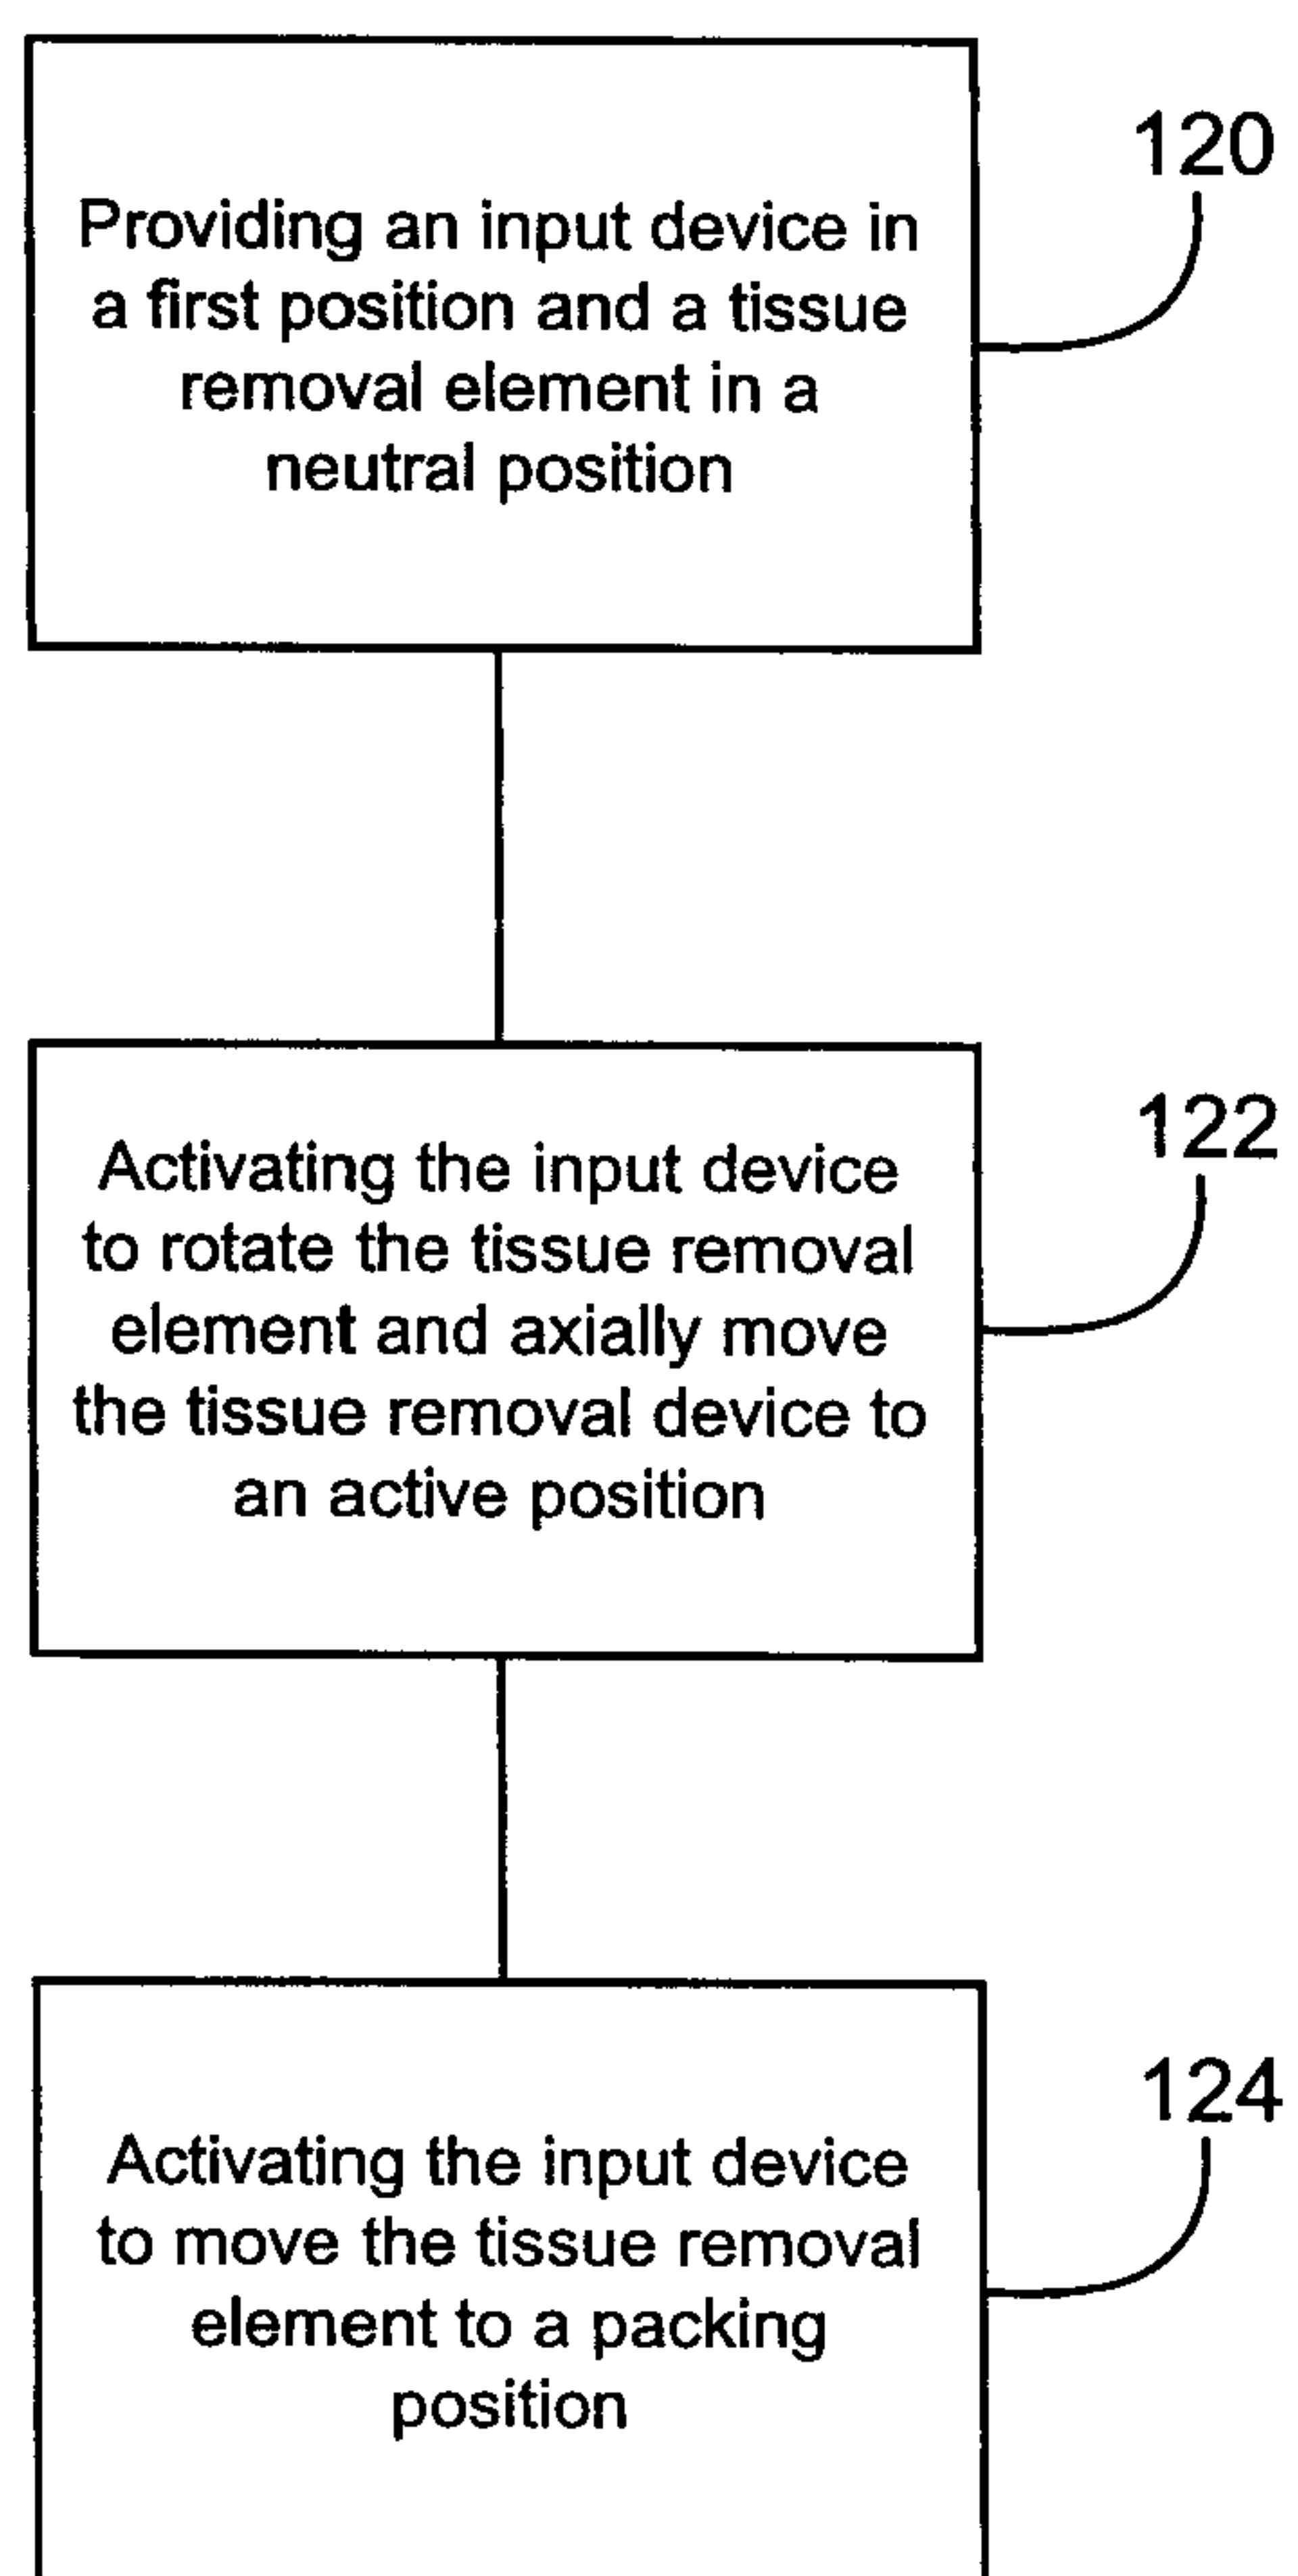 120
Providing an input device in
a first position and a tissue
removal element in a
neutral position
122
Activating the input device
to rotate the tissue removal
element and axially move
the tissue removal device to
an active position
124
Activating the input device
to move the tissue removal
element to a packing
position